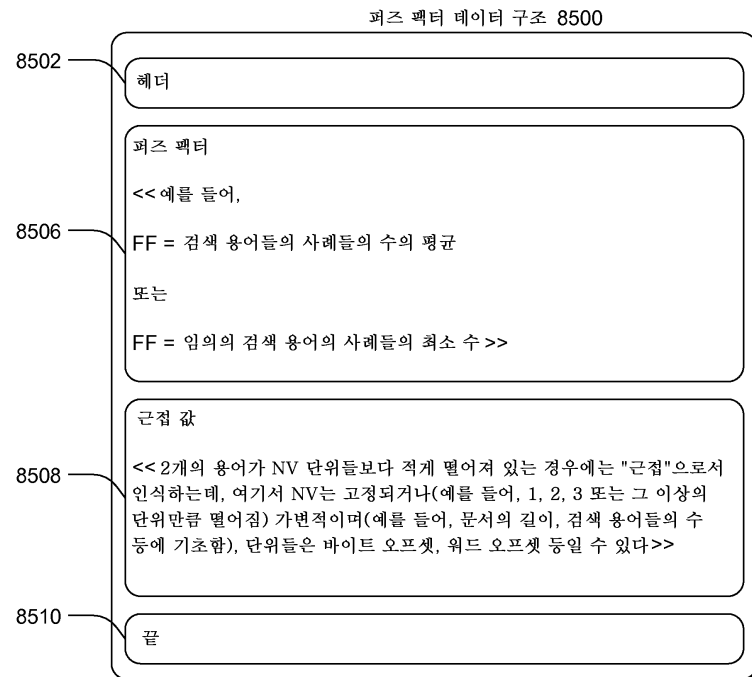 퍼즈 팩터 데이터 구조 8500
8502
헤더
퍼즈 팩터
<<예를 들어,
8506
FF = 검색 용어들의 사례들의 수의 평균
또는
FF = 임의의 검색 용어의 사례들의 최소 수>>
근접 값
8508
<<2개의 용어가 NV 단위들보다 적게 떨어져 있는 경우에는 "근접"으로서
인식하는데, 여기서 NV는 고정되거나(예를 들어, 1, 2, 3 또는 그 이상의
단위만큼 떨어짐) 가변적이며(예를 들어, 문서의 길이, 검색 용어들의 수
등에 기초함), 단위들은 바이트 오프셋, 워드 오프셋 등일 수 있다>>
8510
끝